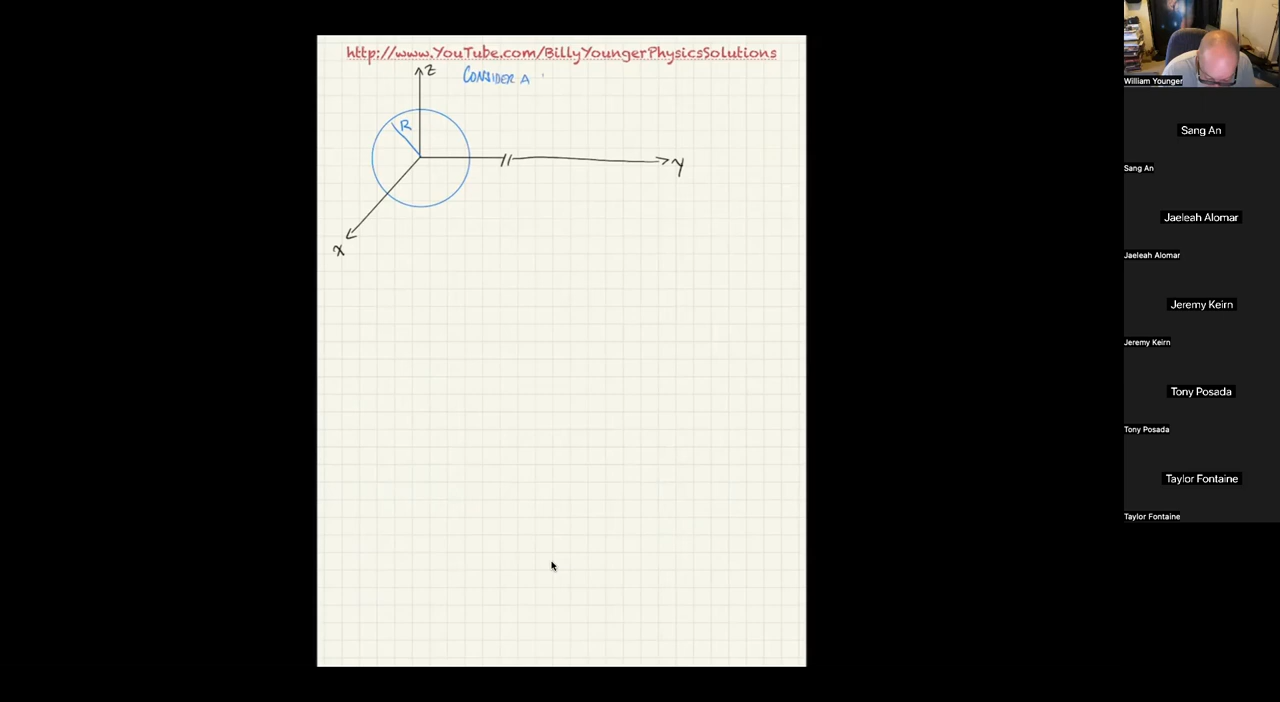 http://www.YouTube.com/BillyYoungerPhysicsSolutions
z
CONSIDER A
R
y
x
William Younger
Sang An
Sang An
Jaeleah Alomar
Jaeleah Alomar
Jeremy Keirn
Jeremy Keirn
Tony Posada
Tony Posada
Taylor Fontaine
Taylor Fontaine